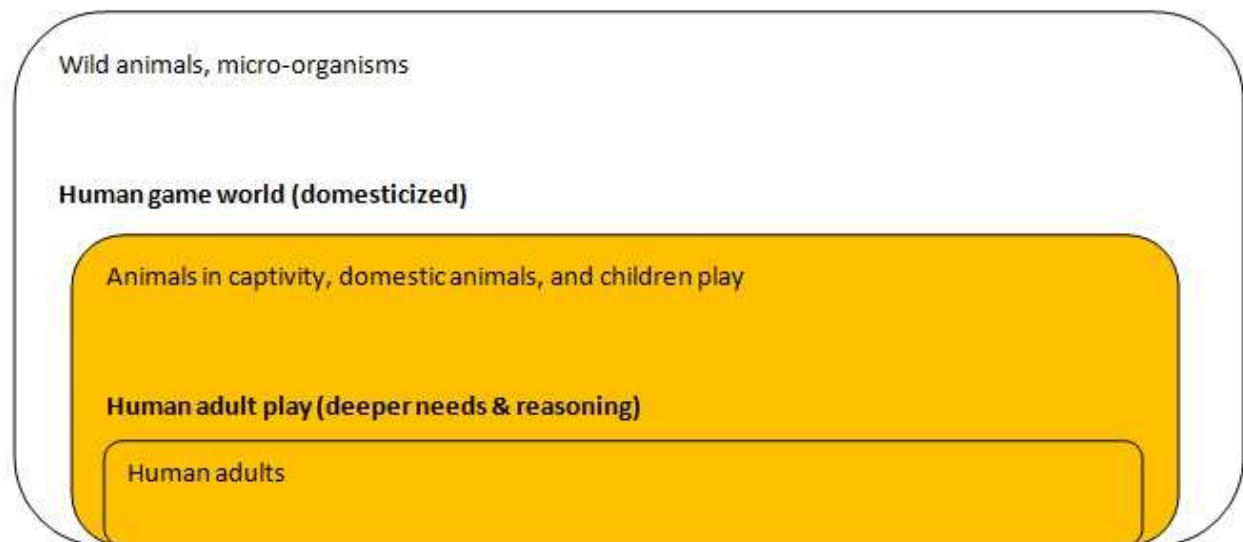 Wild animals, micro-organisms
Human game world (domesticized)
Animals in captivity, domestic animals, and children play
Human adult play (deeper needs & reasoning)
Human adults